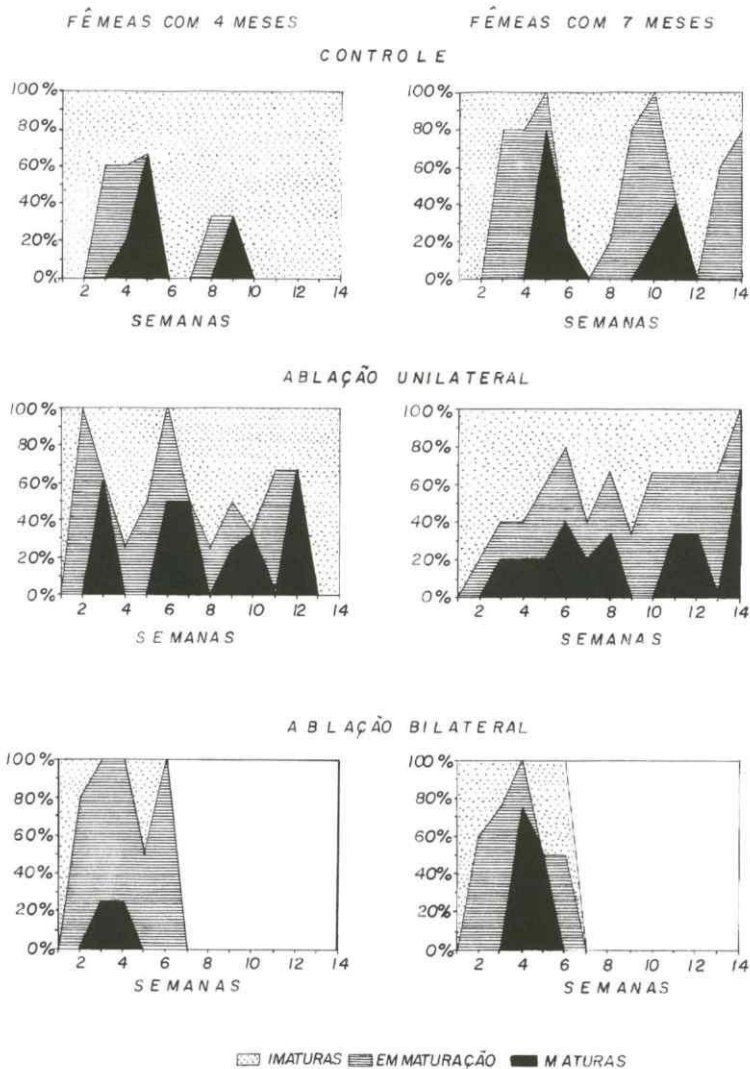 FÊMEAS COM 4 MESES FÊMEAS COM 7 MESES
CONTROLE
100% 100%
80% 80%
60% 60%
40% 40%
20% 20%
0% 0%
2 4 6 8 10 12 14 2 4 6 8 10 12 14
SEMANAS SEMANAS
ABLAÇÃO UNILATERAL
100% 100%
80% 80%
60% 60%
40% 40%
20% 20%
0% 0%
2 4 6 8 10 12 14 2 4 6 8 10 12 14
SEMANAS SEMANAS
ABLAÇÃO BILATERAL
100% 100%
80% 80%
60% 60%
40% 40%
20% 20%
0% 0%
2 4 6 8 10 12 14 2 4 6 8 10 12 14
SEMANAS SEMANAS
IMATURAS EM MATURAÇÃO MATURAS